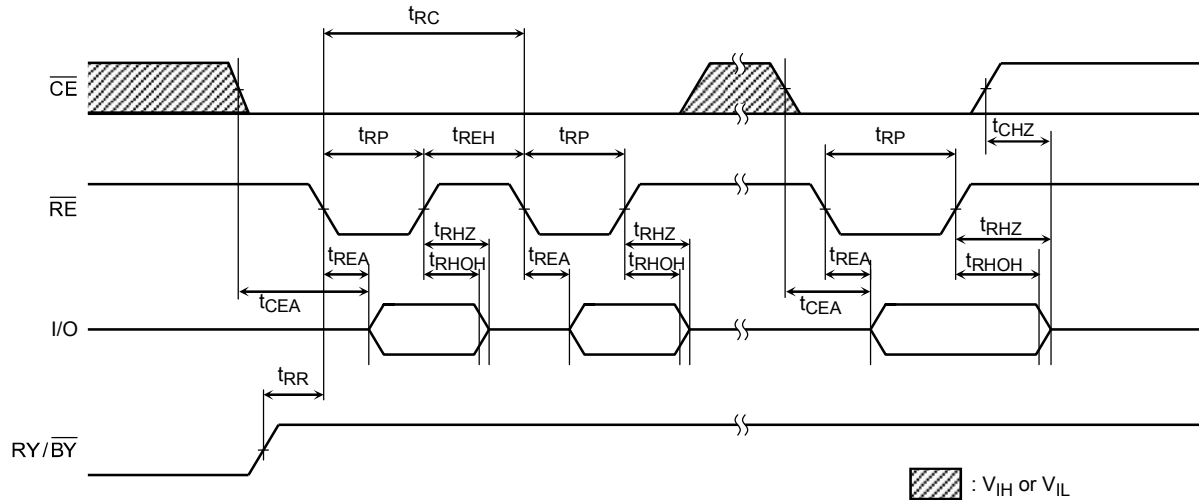 tRC
CE
tCHZ
tRP tREH tRP tRP
RE
tRHZ tRHZ tRHZ
tREA tRHOH tREA tRHOH tREA tRHOH
tCEA tCEA
I/O
tRR
RY/BY
: VIH or VIL